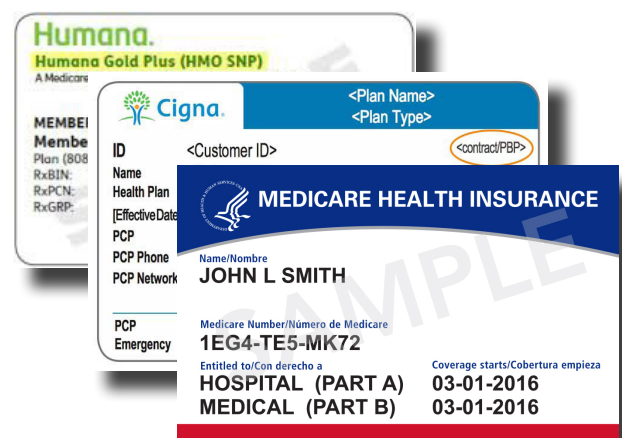 Humana.
Humana Gold Plus (HMO SNP)
A Medicare
MEMBE
Membe
Plan (808
RxBIN:
RxPCN:
RxGRP:
Cigna.
<Plan Name>
<Plan Type>
ID <Customer ID> <contract/PBP>
Name
Health Plan
[Effective Date
PCP
PCP Phone
PCP Network
PCP
Emergency
MEDICARE HEALTH INSURANCE
Name/Nombre
JOHN L SMITH
Medicare Number/Número de Medicare
1EG4-TE5-MK72
Entitled to/Con derecho a Coverage starts/Cobertura empieza
HOSPITAL (PART A) 03-01-2016
MEDICAL (PART B) 03-01-2016
SAMPLE